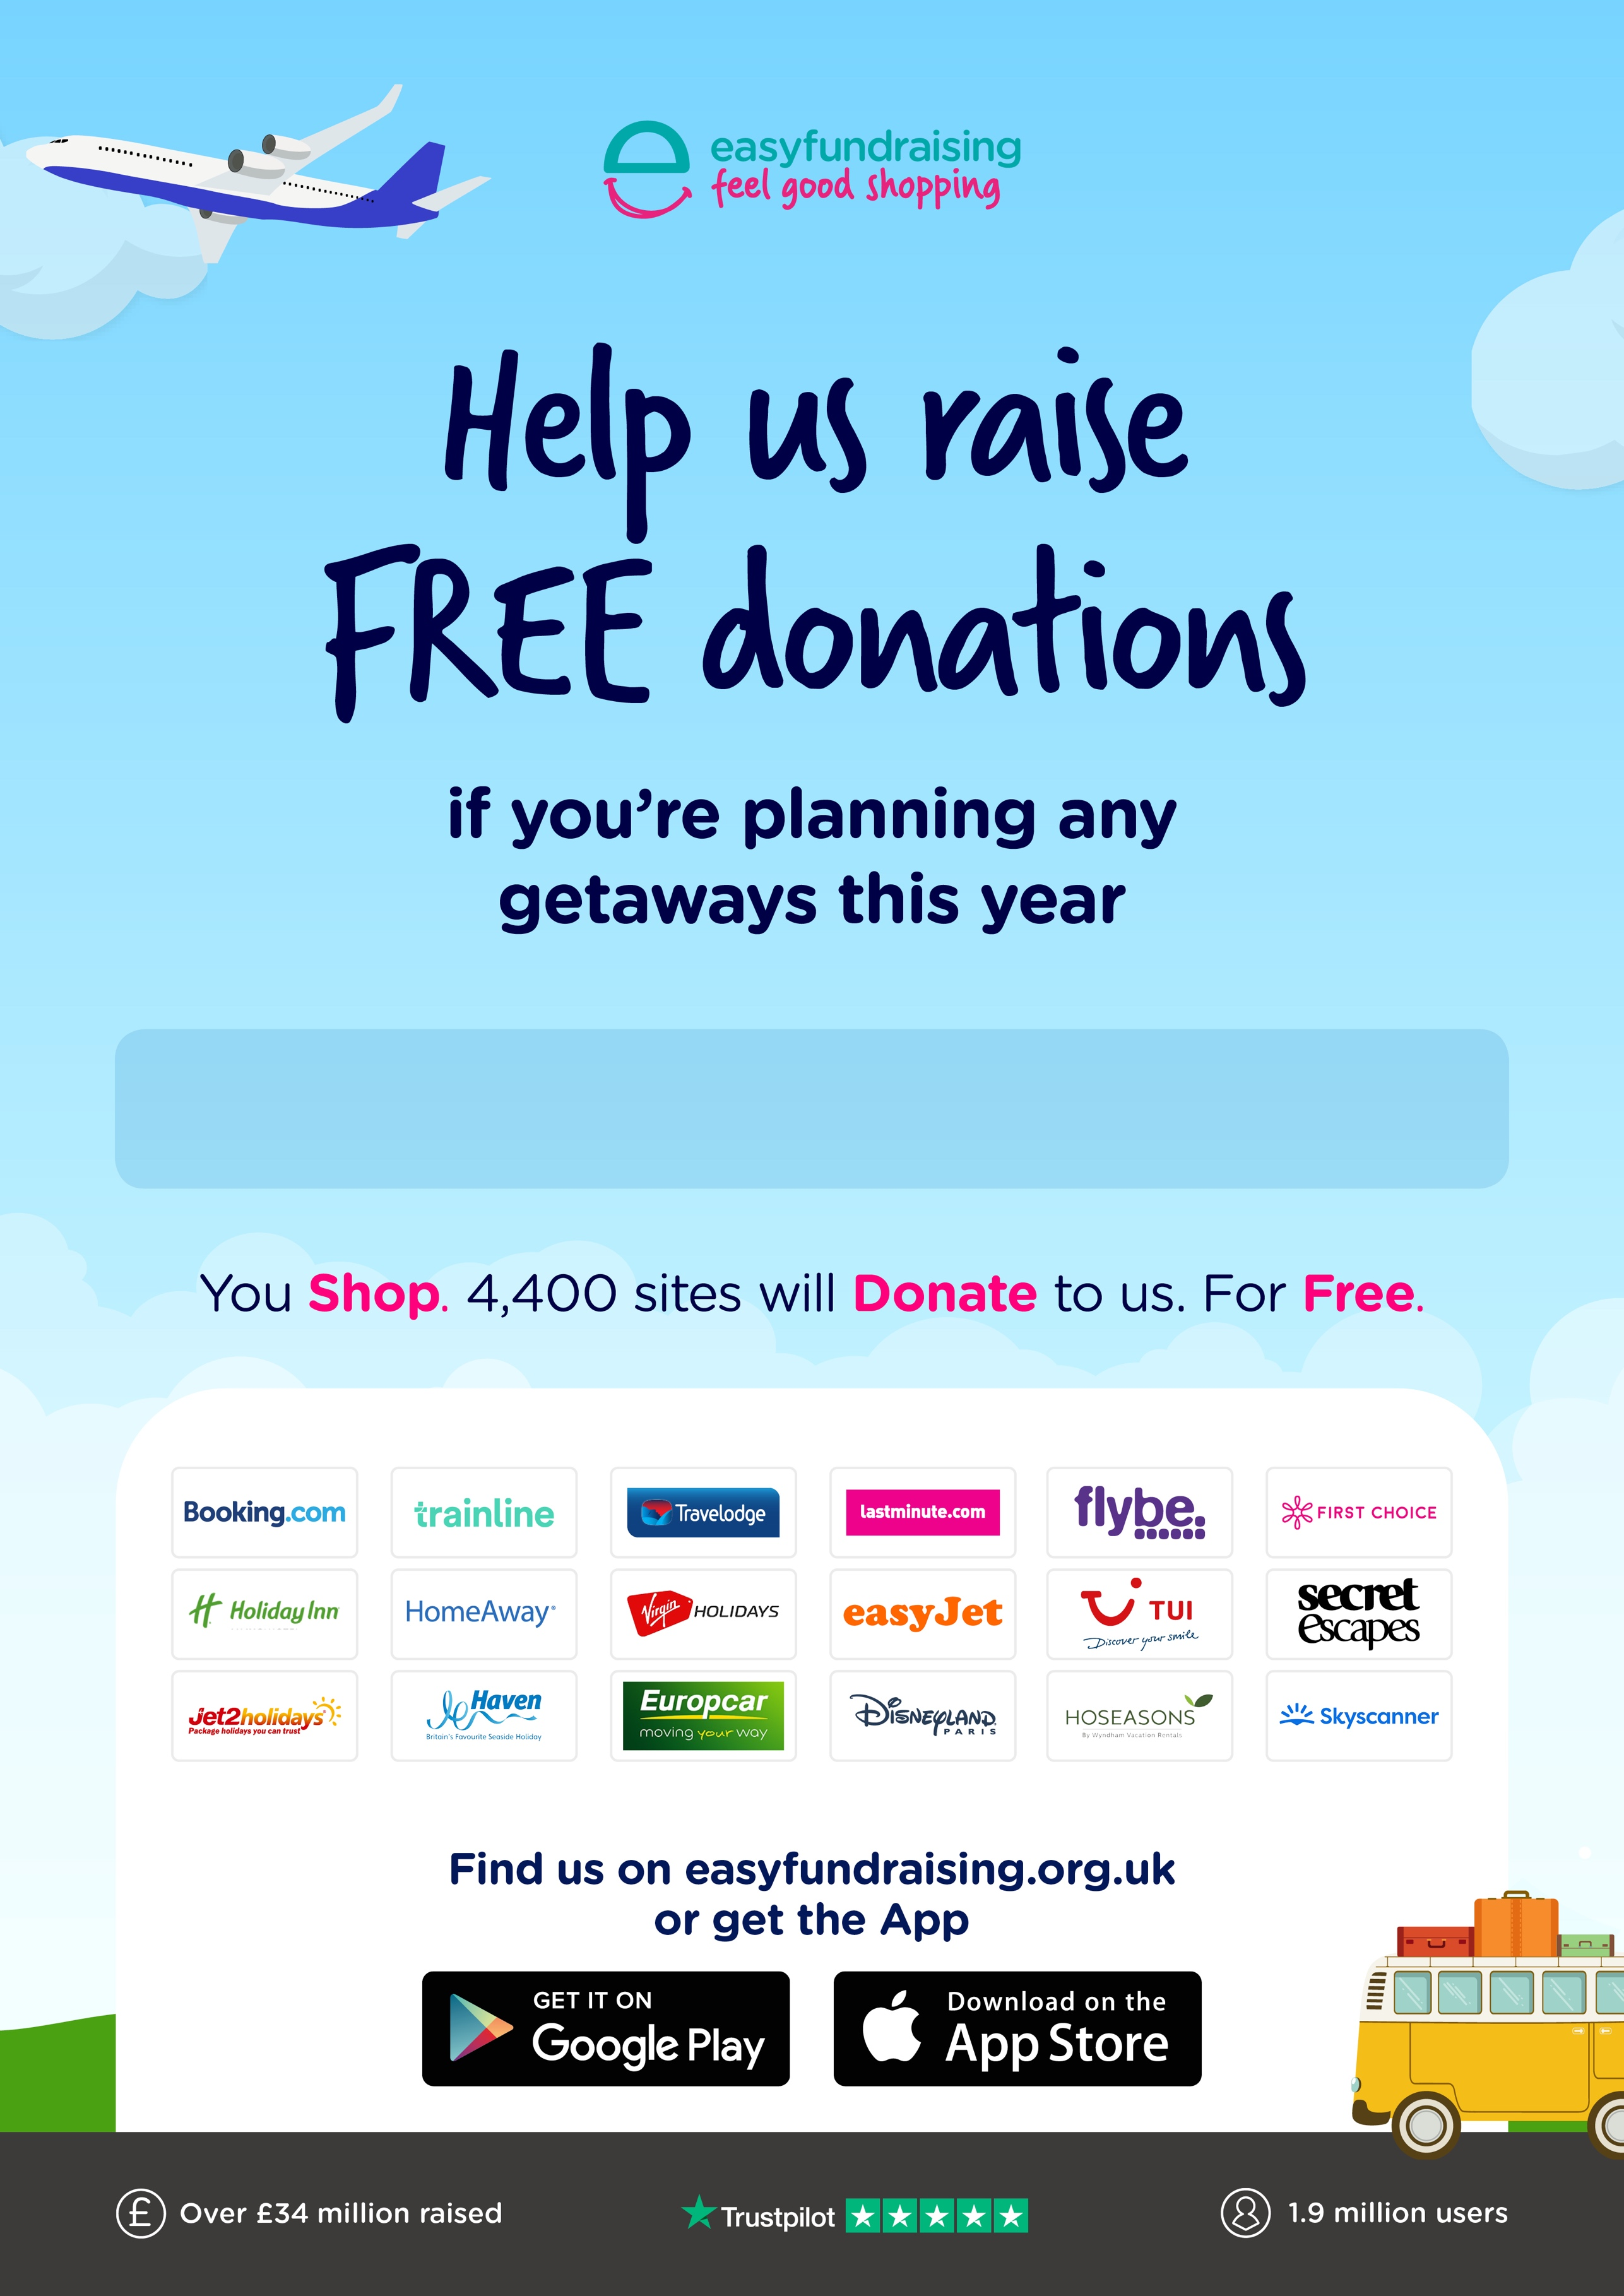 easyfundraising
feel good shopping
Help us raise
FREE donations
if you're planning any
getaways this year
You Shop. 4,400 sites will Donate to us. For Free.
Booking.com
trainline
Travelodge
lastminute.com
flybe.
FIRST CHOICE
H Holiday Inn
HomeAway
Virgin HOLIDAYS
easyJet
TUI
Discover your smile
secret
escapes
Jet2holidays
Package holidays you can trust
Haven
Britain's Favourite Seaside Holiday
Europcar
moving your way
Disneyland
PARIS
HOSEASONS
By Wyndham Vacation Rentals
Skyscanner
Find us on easyfundraising.org.uk
or get the App
GET IT ON
Google Play
Download on the
App Store
£ Over £34 million raised
Trustpilot
1.9 million users